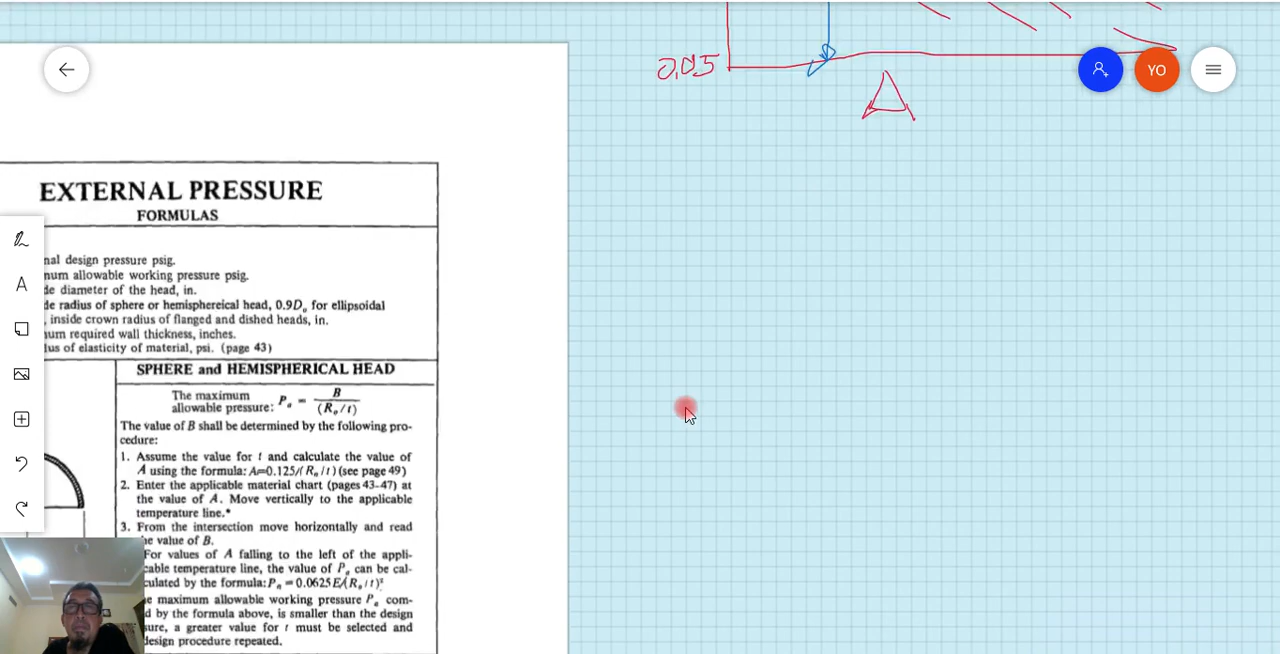 0,05
A
YO
EXTERNAL PRESSURE
FORMULAS
nal design pressure psig.
num allowable working pressure psig.
de diameter of the head, in.
de radius of sphere or hemisphereical head, 0.9Do for ellipsoidal
, inside crown radius of flanged and dished heads, in.
num required wall thickness, inches.
lus of elasticity of material, psi. (page 43)
SPHERE and HEMISPHERICAL HEAD
The maximum
allowable pressure: Pa = B / (Ro/t)
The value of B shall be determined by the following pro-
cedure:
1. Assume the value for t and calculate the value of
A using the formula: A=0.125/(Ro/t) (see page 49)
2. Enter the applicable material chart (pages 43-47) at
the value of A. Move vertically to the applicable
temperature line.*
3. From the intersection move horizontally and read
he value of B.
For values of A falling to the left of the appli-
cable temperature line, the value of Pa can be cal-
culated by the formula: Pa = 0.0625E/(Ro/t)²
e maximum allowable working pressure Pa com-
d by the formula above, is smaller than the design
sure, a greater value for t must be selected and
design procedure repeated.